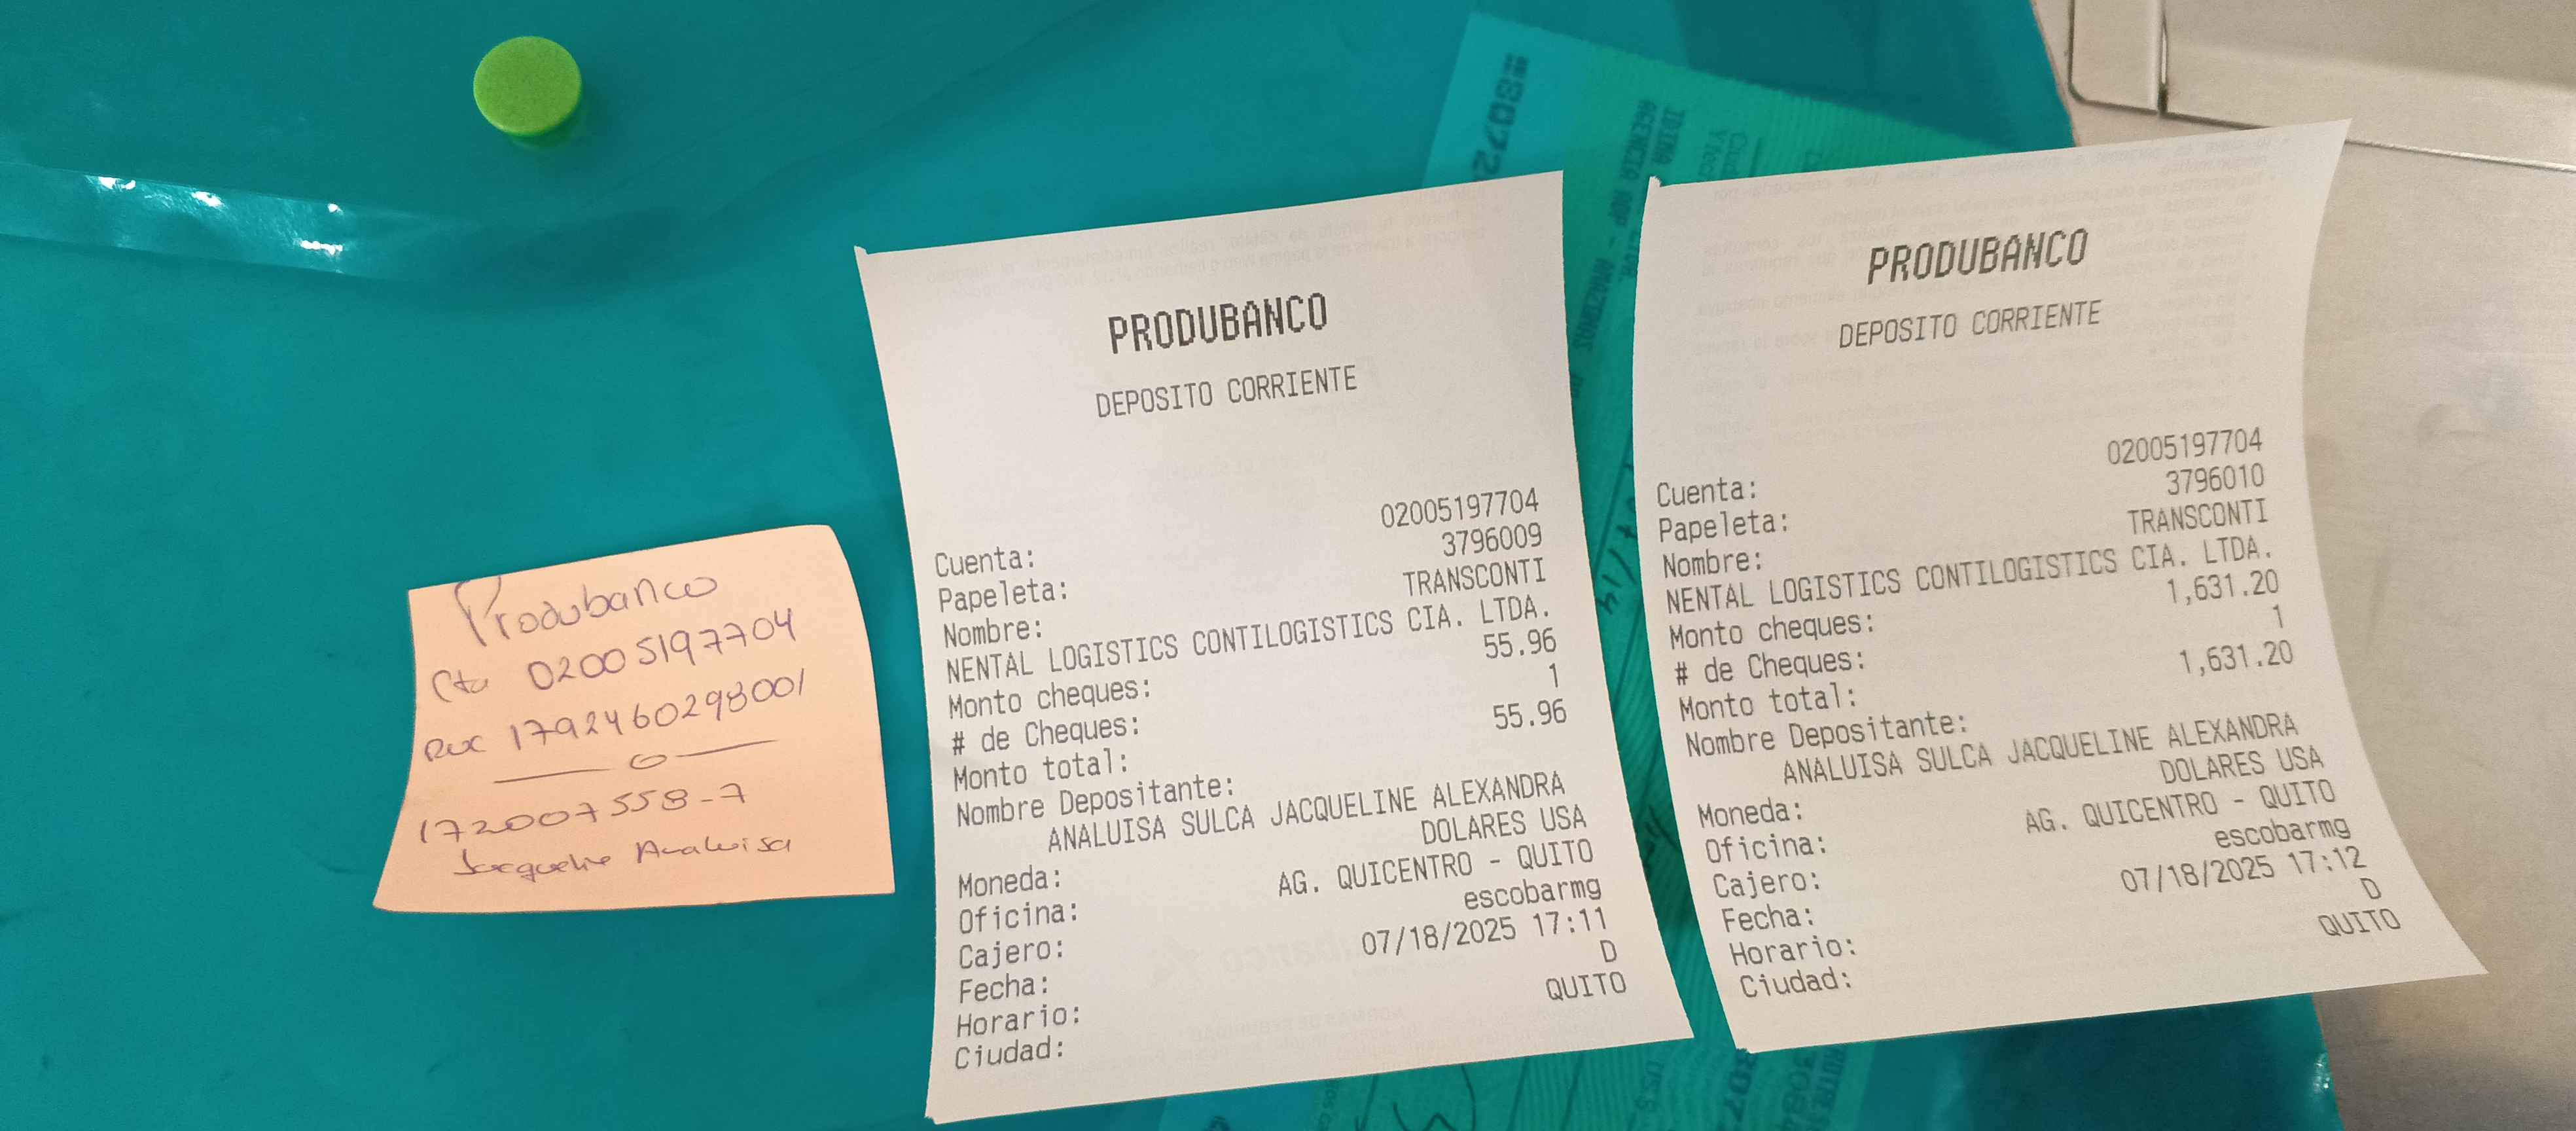 Produbanco
Cta 02005197704
RUC 1792460298001
172007558-7
Jacqueline Analuisa
PRODUBANCO
DEPOSITO CORRIENTE
Cuenta: 02005197704
Papeleta: 3796009
Nombre: TRANSCONTI
NENTAL LOGISTICS CONTILOGISTICS CIA. LTDA.
Monto cheques: 55.96
# de Cheques: 1
Monto total: 55.96
Nombre Depositante:
ANALUISA SULCA JACQUELINE ALEXANDRA
Moneda: DOLARES USA
Oficina: AG. QUICENTRO - QUITO
Cajero: escobarmg
Fecha: 07/18/2025 17:11
Horario: D
Ciudad: QUITO
PRODUBANCO
DEPOSITO CORRIENTE
Cuenta: 02005197704
Papeleta: 3796010
Nombre: TRANSCONTI
NENTAL LOGISTICS CONTILOGISTICS CIA. LTDA.
Monto cheques: 1,631.20
# de Cheques: 1
Monto total: 1,631.20
Nombre Depositante:
ANALUISA SULCA JACQUELINE ALEXANDRA
Moneda: DOLARES USA
Oficina: AG. QUICENTRO - QUITO
Cajero: escobarmg
Fecha: 07/18/2025 17:12
Horario: D
Ciudad: QUITO